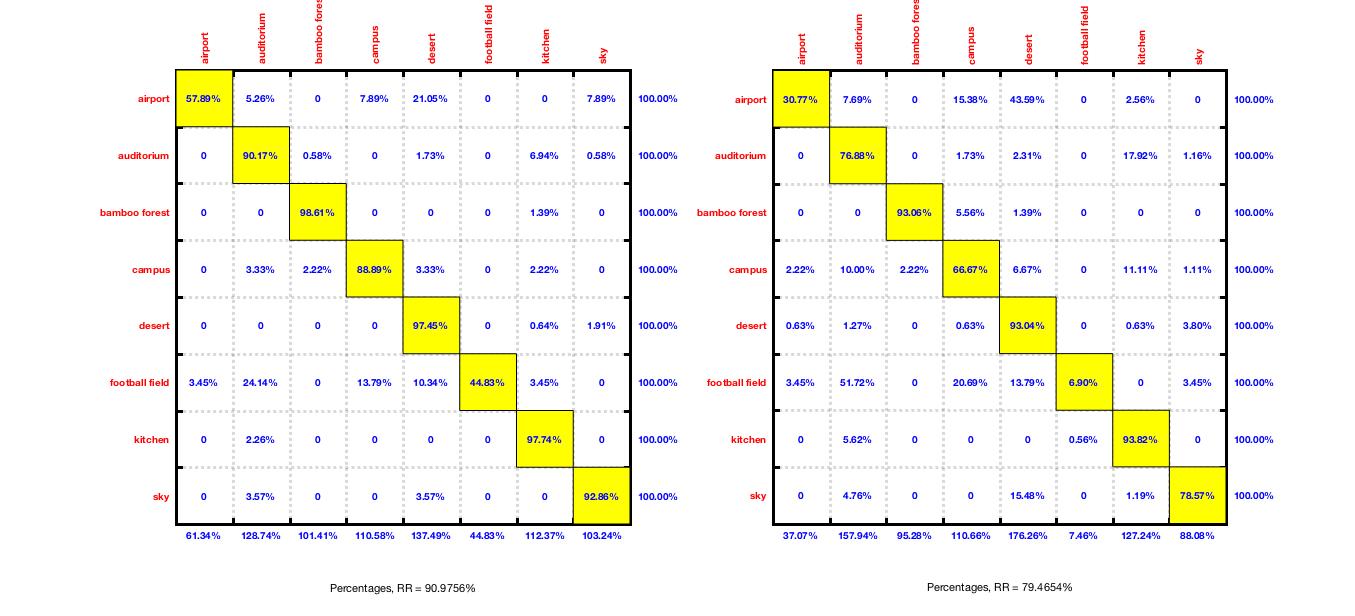 airport auditorium bamboo fores campus desert football field kitchen sky
airport 57.89% 5.26% 0 7.89% 21.05% 0 0 7.89% 100.00%
auditorium 0 90.17% 0.58% 0 1.73% 0 6.94% 0.58% 100.00%
bamboo forest 0 0 98.61% 0 0 0 1.39% 0 100.00%
campus 0 3.33% 2.22% 88.89% 3.33% 0 2.22% 0 100.00%
desert 0 0 0 0 97.45% 0 0.64% 1.91% 100.00%
football field 3.45% 24.14% 0 13.79% 10.34% 44.83% 3.45% 0 100.00%
kitchen 0 2.26% 0 0 0 0 97.74% 0 100.00%
sky 0 3.57% 0 0 3.57% 0 0 92.86% 100.00%
61.34% 128.74% 101.41% 110.58% 137.49% 44.83% 112.37% 103.24%
Percentages, RR = 90.9756%
airport auditorium bamboo fores campus desert football field kitchen sky
airport 30.77% 7.69% 0 15.38% 43.59% 0 2.56% 0 100.00%
auditorium 0 76.88% 0 1.73% 2.31% 0 17.92% 1.16% 100.00%
bamboo forest 0 0 93.06% 5.56% 1.39% 0 0 0 100.00%
campus 2.22% 10.00% 2.22% 66.67% 6.67% 0 11.11% 1.11% 100.00%
desert 0.63% 1.27% 0 0.63% 93.04% 0 0.63% 3.80% 100.00%
football field 3.45% 51.72% 0 20.69% 13.79% 6.90% 0 3.45% 100.00%
kitchen 0 5.62% 0 0 0 0.56% 93.82% 0 100.00%
sky 0 4.76% 0 0 15.48% 0 1.19% 78.57% 100.00%
37.07% 157.94% 95.28% 110.66% 176.26% 7.46% 127.24% 88.08%
Percentages, RR = 79.4654%